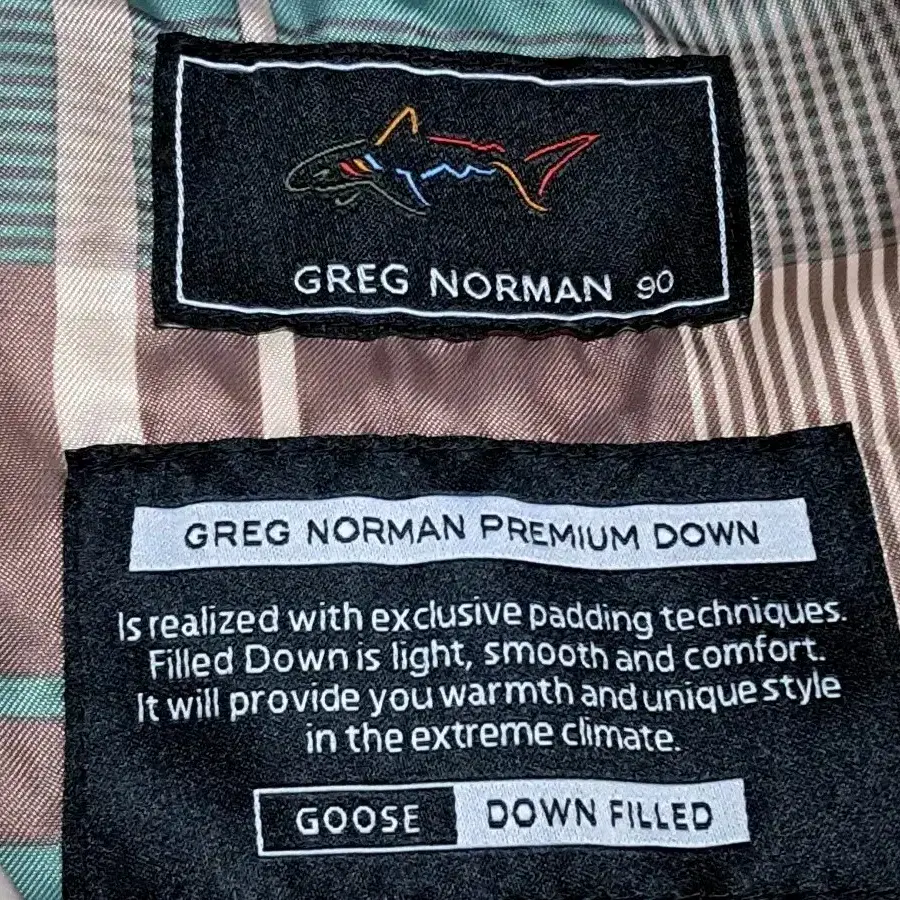 GREG NORMAN 90
GREG NORMAN PREMIUM DOWN
Is realized with exclusive padding techniques.
Filled Down is light, smooth and comfort.
It will provide you warmth and unique style
in the extreme climate.
GOOSE DOWN FILLED